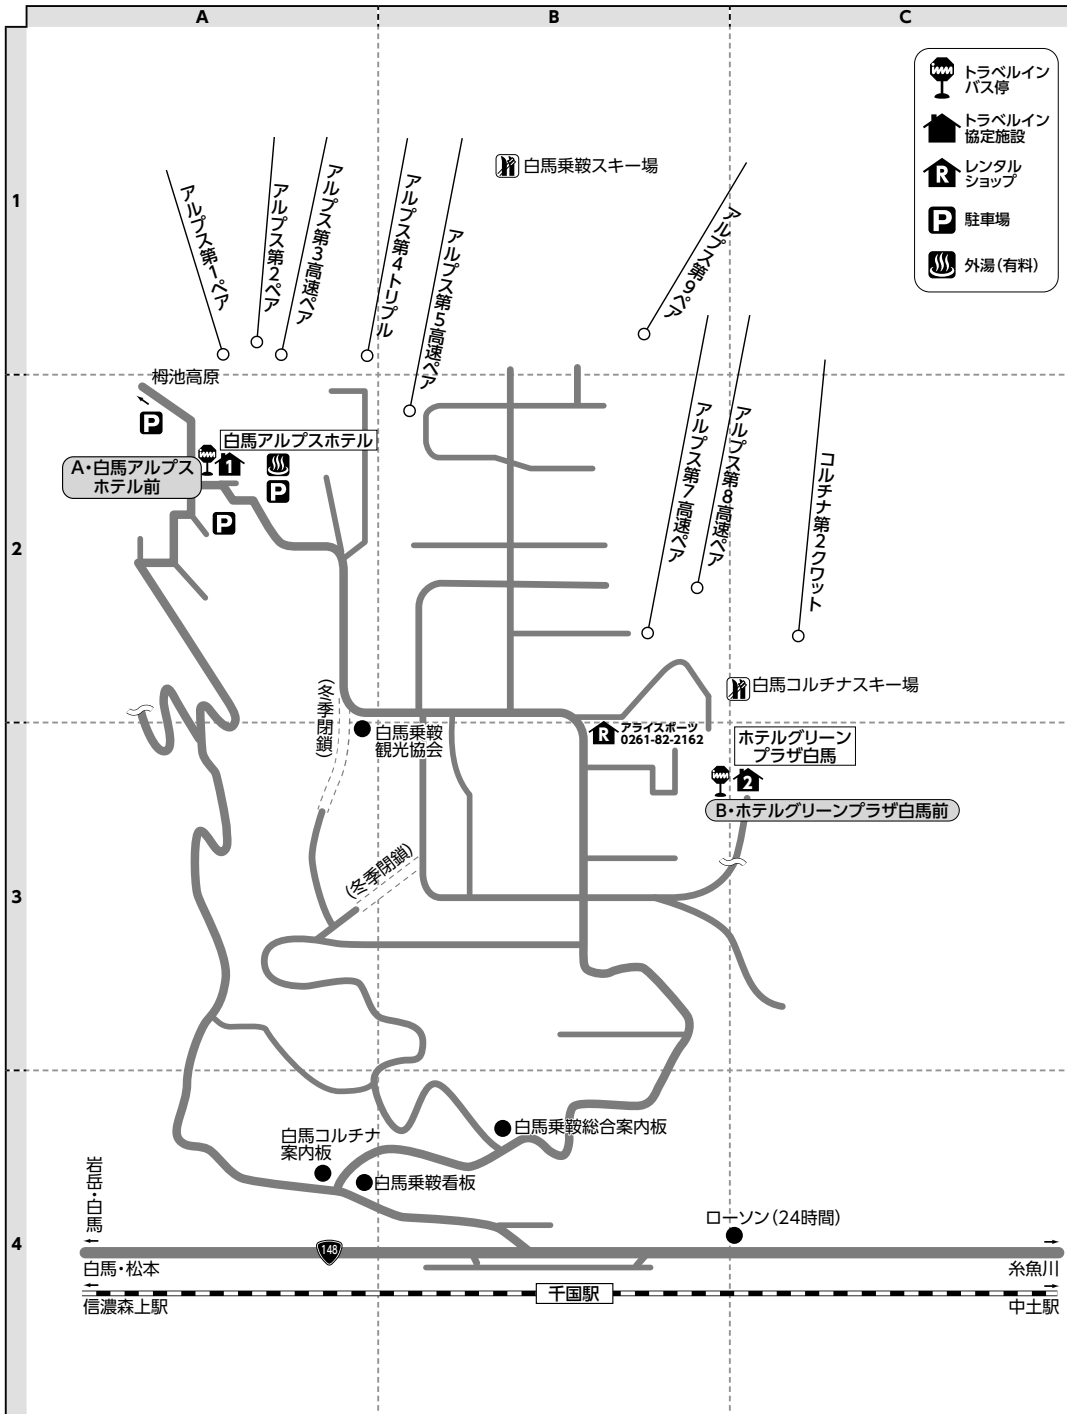 A
B
C
トラベルイン
バス停
トラベルイン
協定施設
R
レンタル
ショップ
P
駐車場
外湯(有料)
1
白馬乗鞍スキー場
アルプス第1ペア
アルプス第2ペア
アルプス第3高速ペア
アルプス第4トリプル
アルプス第5高速ペア
アルプス第9ペア
栂池高原
P
白馬アルプスホテル
1
A・白馬アルプス
ホテル前
P
P
2
アルプス第7高速ペア
アルプス第8高速ペア
コルチナ第2クワット
白馬コルチナスキー場
(冬季閉鎖)
白馬乗鞍
観光協会
R
アライスポーツ
0261-82-2162
ホテルグリーン
プラザ白馬
2
B・ホテルグリーンプラザ白馬前
(冬季閉鎖)
3
白馬乗鞍総合案内板
白馬コルチナ
案内板
白馬乗鞍看板
岩岳・白馬
ローソン(24時間)
4
148
白馬・松本
糸魚川
千国駅
信濃森上駅
中土駅